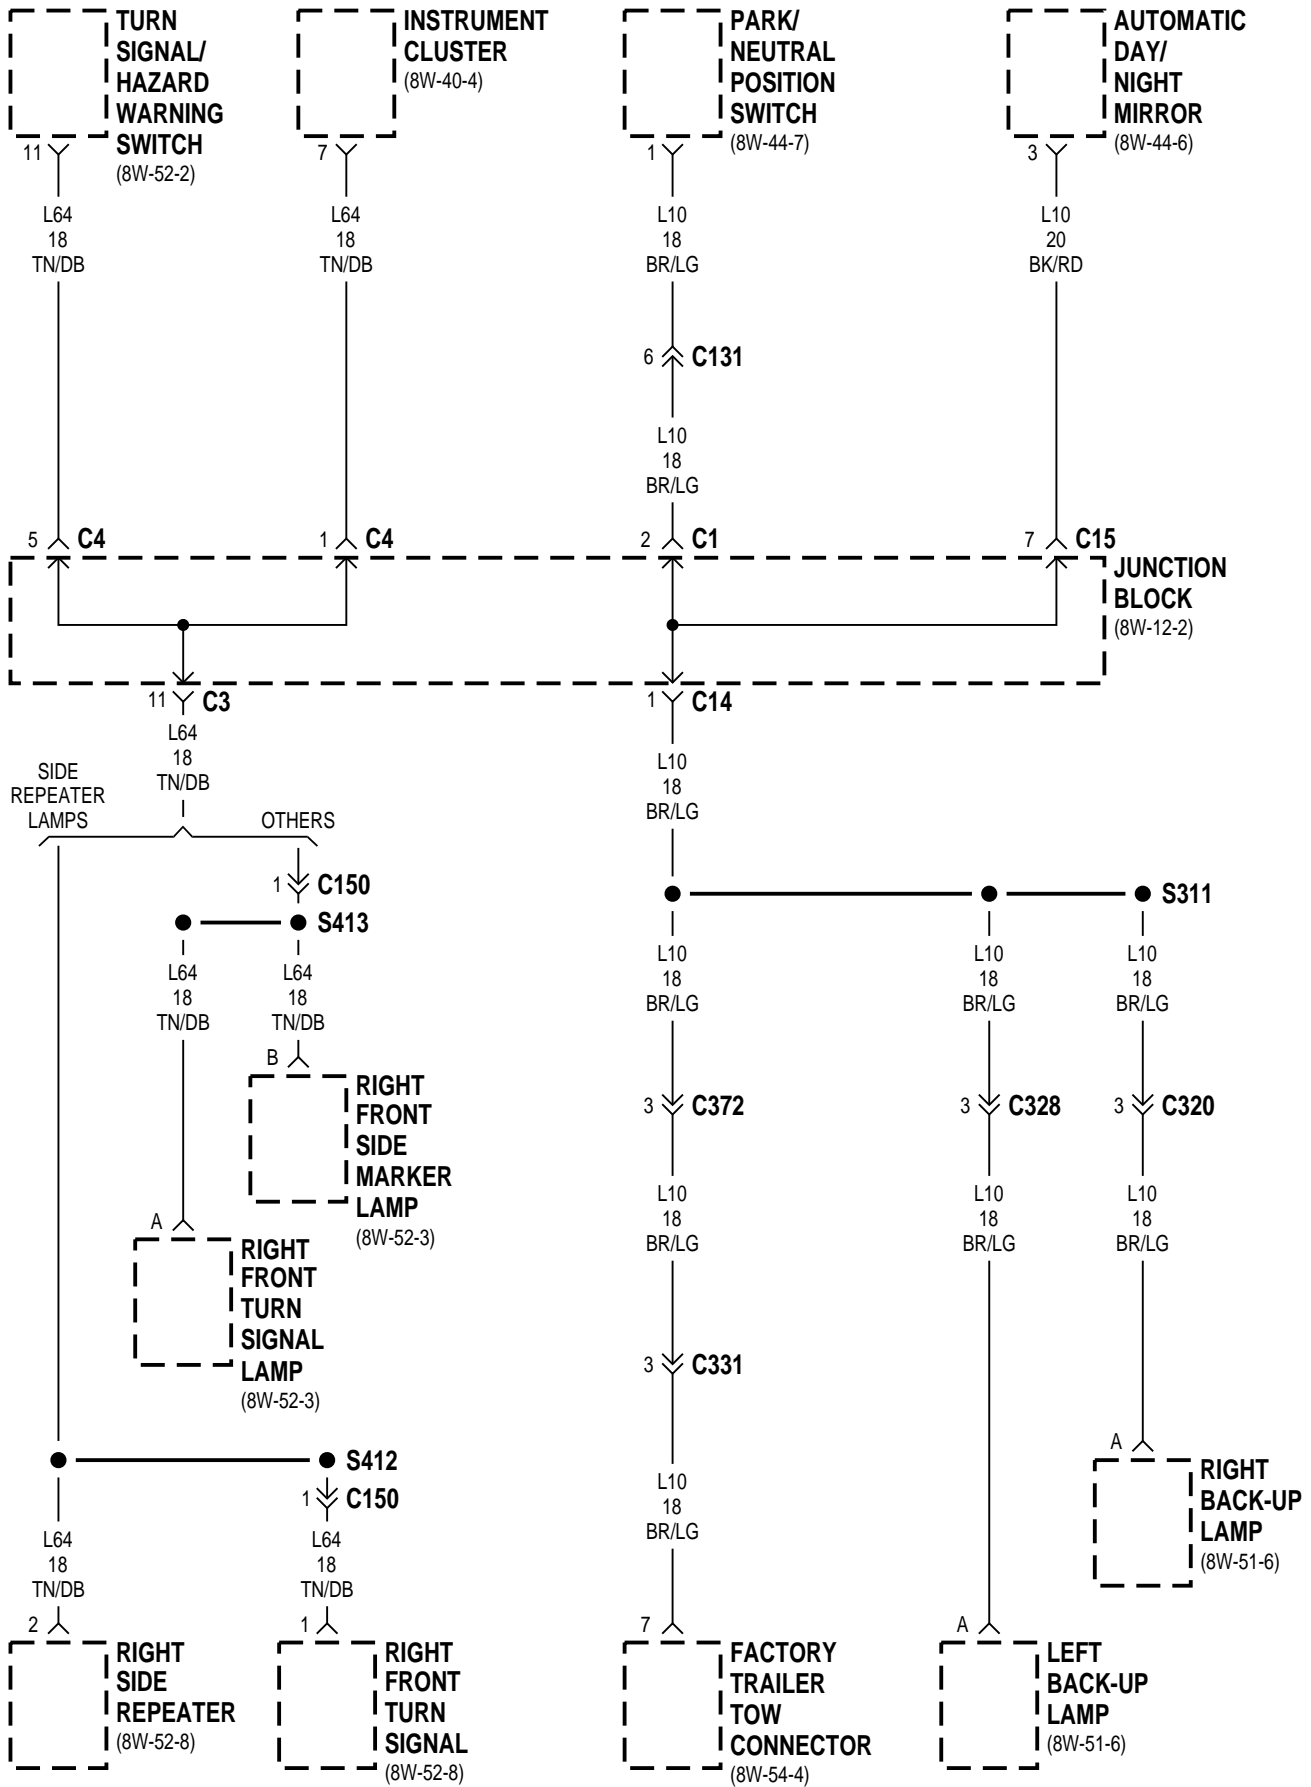 TURN
SIGNAL/
HAZARD
WARNING
SWITCH
(8W-52-2)
INSTRUMENT
CLUSTER
(8W-40-4)
PARK/
NEUTRAL
POSITION
SWITCH
(8W-44-7)
AUTOMATIC
DAY/
NIGHT
MIRROR
(8W-44-6)
11
7
1
3
L64
18
TN/DB
L64
18
TN/DB
L10
18
BR/LG
L10
20
BK/RD
6 C131
L10
18
BR/LG
5 C4
1 C4
2 C1
7 C15
JUNCTION
BLOCK
(8W-12-2)
11 C3
1 C14
L64
18
TN/DB
L10
18
BR/LG
SIDE
REPEATER
LAMPS
OTHERS
1 C150
S413
S311
L64
18
TN/DB
L64
18
TN/DB
L10
18
BR/LG
L10
18
BR/LG
L10
18
BR/LG
B
RIGHT
FRONT
SIDE
MARKER
LAMP
(8W-52-3)
3 C372
3 C328
3 C320
L10
18
BR/LG
L10
18
BR/LG
L10
18
BR/LG
A
RIGHT
FRONT
TURN
SIGNAL
LAMP
(8W-52-3)
3 C331
A
RIGHT
BACK-UP
LAMP
(8W-51-6)
S412
1 C150
L10
18
BR/LG
L64
18
TN/DB
L64
18
TN/DB
2
1
7
A
RIGHT
SIDE
REPEATER
(8W-52-8)
RIGHT
FRONT
TURN
SIGNAL
(8W-52-8)
FACTORY
TRAILER
TOW
CONNECTOR
(8W-54-4)
LEFT
BACK-UP
LAMP
(8W-51-6)